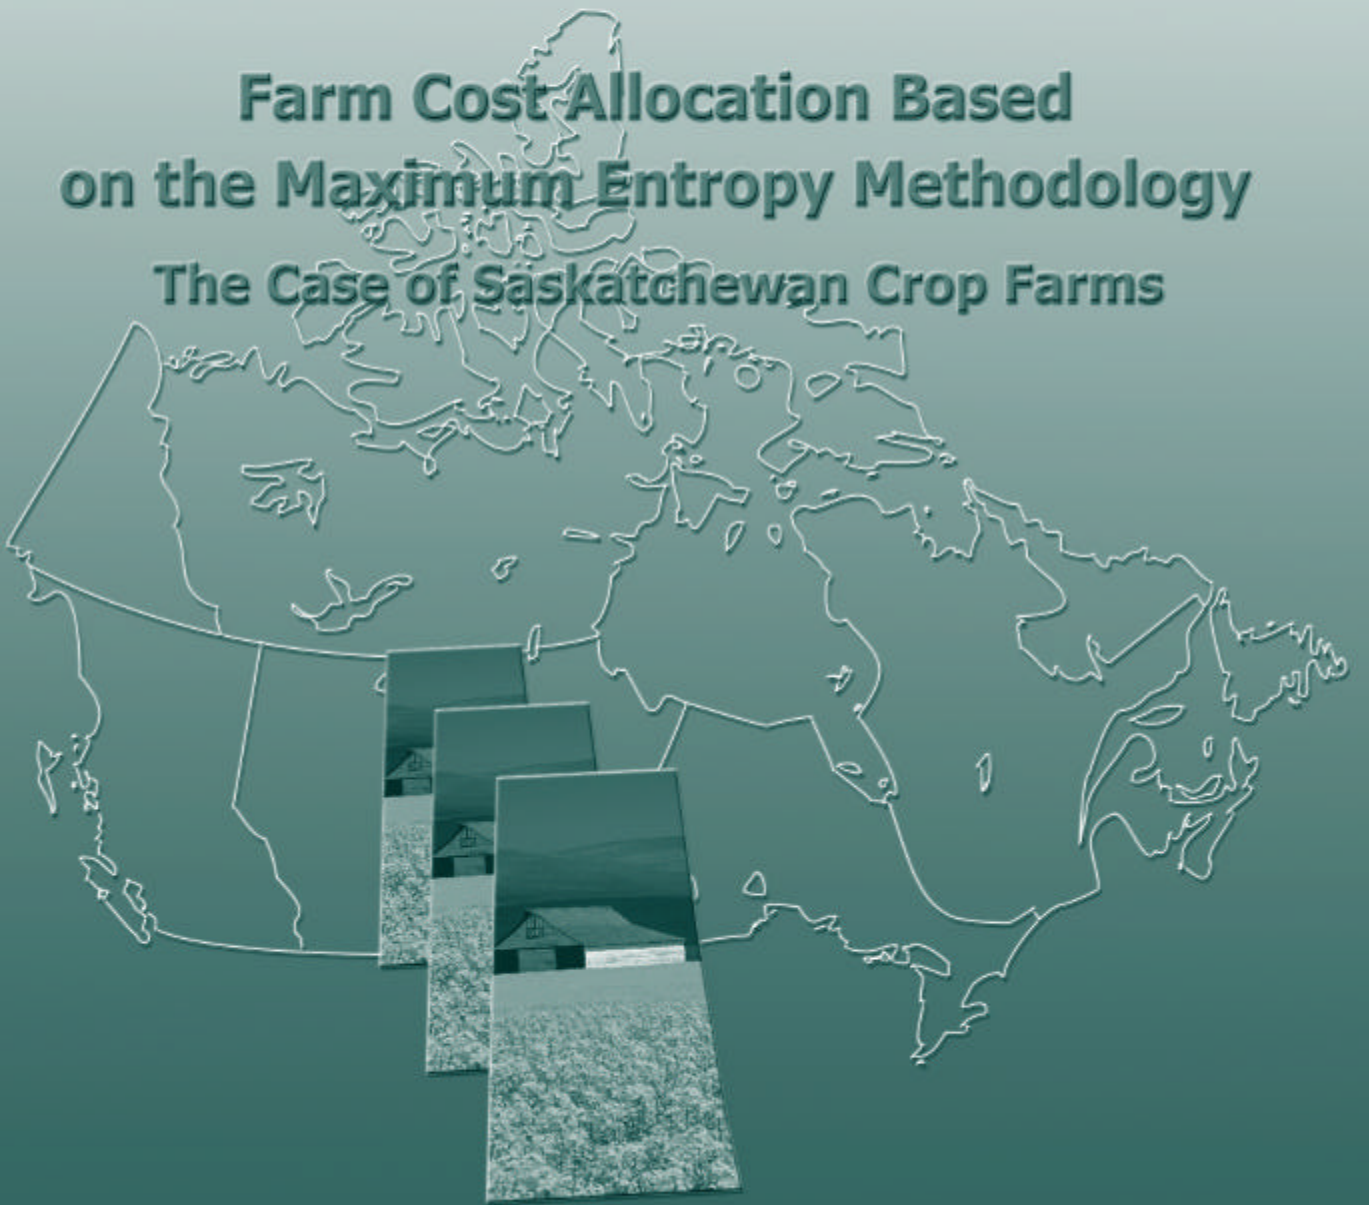 Farm Cost Allocation Based
on the Maximum Entropy Methodology
The Case of Saskatchewan Crop Farms